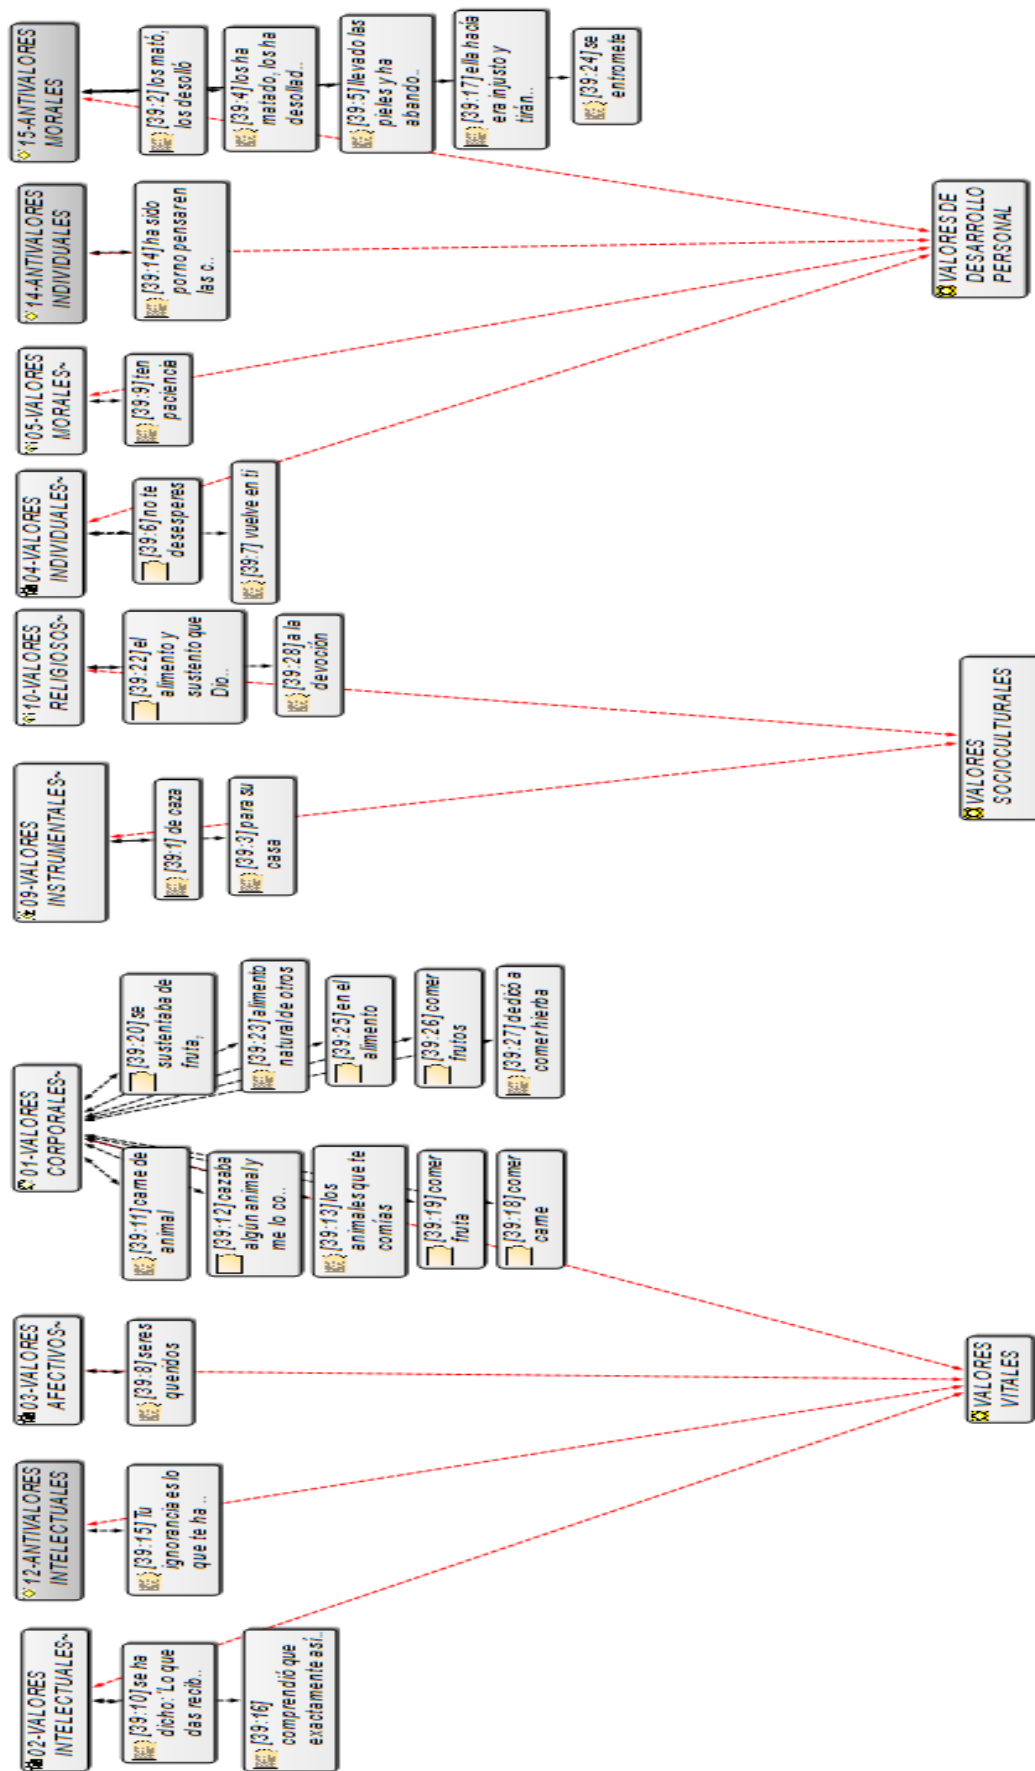 02-VALORES
INTELECTUALES~
[39:10] se ha
dicho: 'Lo que
das recib..
[39:16]
comprendió que
exactamente así..
12-ANTIVALORES
INTELECTUALES
[39:15] Tu
ignorancia es lo
que te ha ..
03-VALORES
AFECTIVOS~
[39:8] seres
queridos
01-VALORES
CORPORALES~
[39:11] carne de
animal
[39:12] cazaba
algún animal y
me lo co..
[39:13] los
animales que te
comías
[39:19] comer
fruta
[39:18] comer
carne
[39:20] se
sustentaba de
fruta,
[39:23] alimento
natural de otros
[39:25] en el
alimento
[39:26] comer
frutos
[39:27] dedicó a
comer hierba
09-VALORES
INSTRUMENTALES~
[39:1] de caza
[39:3] para su
casa
10-VALORES
RELIGIOSOS~
[39:22] el
alimento y
sustento que
Dio..
[39:28] a la
devoción
04-VALORES
INDIVIDUALES~
[39:6] no te
desesperes
[39:7] vuelve en ti
05-VALORES
MORALES~
[39:9] ten
paciencia
14-ANTIVALORES
INDIVIDUALES
[39:14] ha sido
por no pensar en
las c..
15-ANTIVALORES
MORALES
[39:2] los mató,
los desolló
[39:4] los ha
matado, los ha
desollad..
[39:5] llevado las
pieles y ha
abando..
[39:17] ella hacía
era injusto y
tirán..
[39:24] se
entromete
VALORES
VITALES
VALORES
SOCIOCULTURALES
VALORES DE
DESARROLLO
PERSONAL